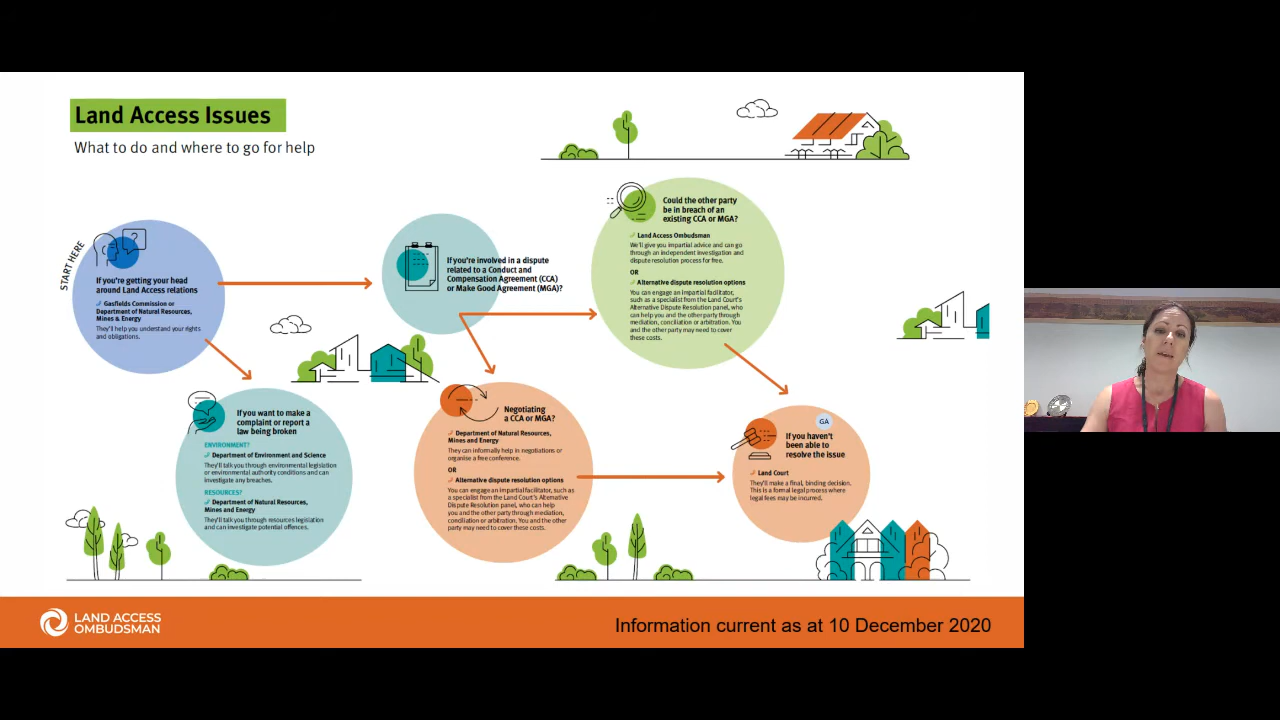 Land Access Issues
What to do and where to go for help
START HERE
If you're getting your head
around Land Access relations
Gasfields Commission or
Department of Natural Resources,
Mines & Energy
They'll help you understand your rights
and obligations.
If you're involved in a dispute
related to a Conduct and
Compensation Agreement (CCA)
or Make Good Agreement (MGA)?
Could the other party
be in breach of an
existing CCA or MGA?
Land Access Ombudsman
We'll give you impartial advice and can go
through an independent investigation and
dispute resolution process for free.
OR
Alternative dispute resolution options
You can engage an impartial facilitator,
such as a specialist from the Land Court's
Alternative Dispute Resolution panel, who
can help you and the other party through
mediation, conciliation or arbitration. You
and the other party may need to cover
these costs.
If you want to make a
complaint or report a
law being broken
ENVIRONMENT?
Department of Environment and Science
They'll talk you through environmental legislation
or environmental authority conditions and can
investigate any breaches.
RESOURCES?
Department of Natural Resources,
Mines and Energy
They'll talk you through resources legislation
and can investigate potential offences.
Negotiating
a CCA or MGA?
Department of Natural Resources,
Mines and Energy
They can informally help in negotiations or
organise a free conference.
OR
Alternative dispute resolution options
You can engage an impartial facilitator, such as
a specialist from the Land Court's Alternative
Dispute Resolution panel, who can help
you and the other party through mediation,
conciliation or arbitration. You and the other
party may need to cover these costs.
GA
If you haven't
been able to
resolve the issue
Land Court
They'll make a final, binding decision.
This is a formal legal process where
legal fees may be incurred.
LAND ACCESS
OMBUDSMAN
Information current as at 10 December 2020